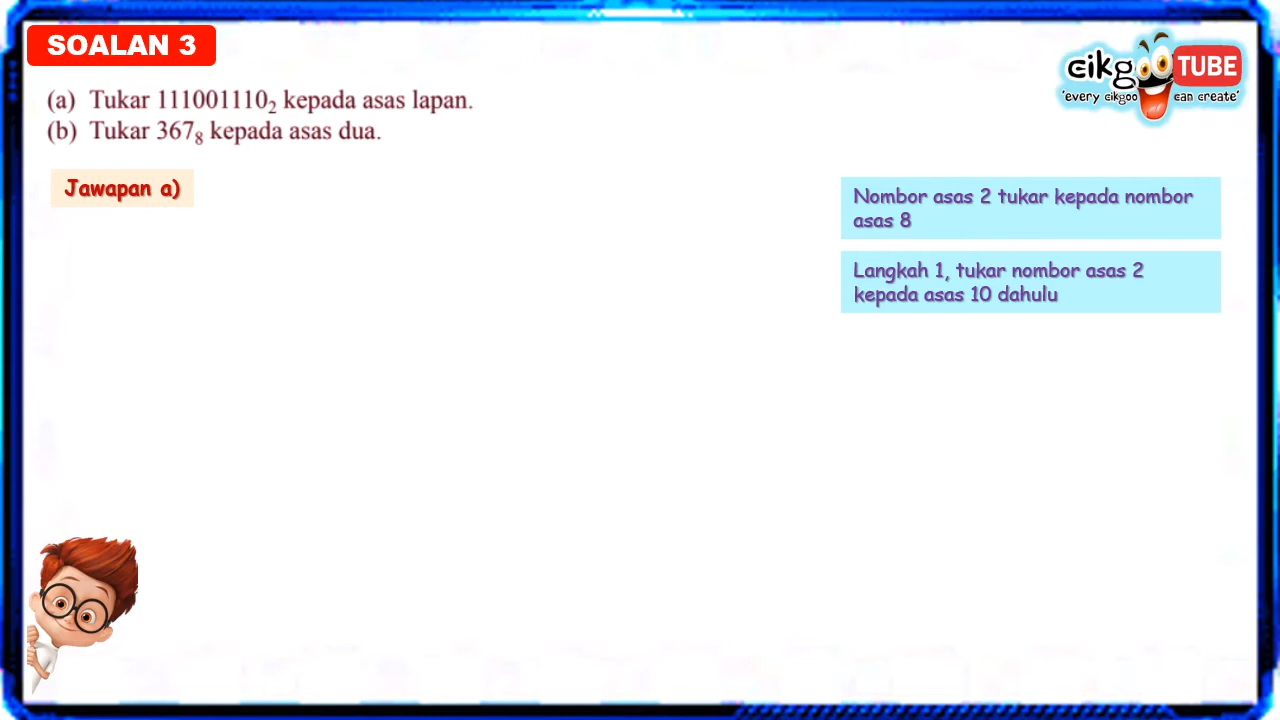 SOALAN 3
cikgoo TUBE
'every cikgoo can create'
(a) Tukar 111001110₂ kepada asas lapan.
(b) Tukar 367₈ kepada asas dua.
Jawapan a)
Nombor asas 2 tukar kepada nombor
asas 8
Langkah 1, tukar nombor asas 2
kepada asas 10 dahulu